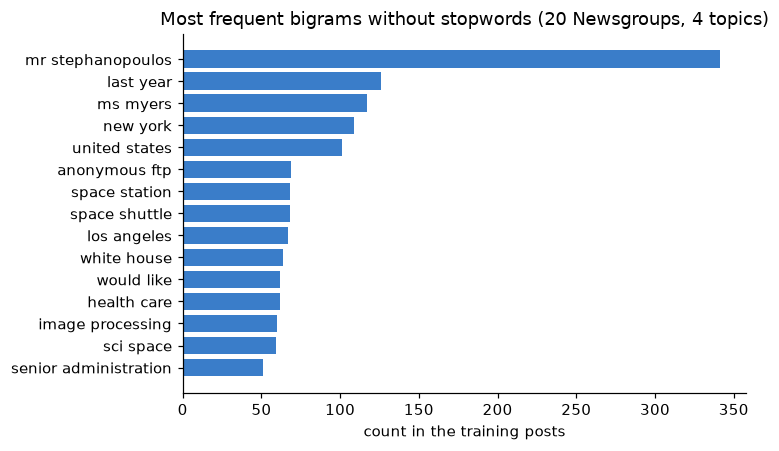 Most frequent bigrams without stopwords (20 Newsgroups, 4 topics)
mr stephanopoulos
last year
ms myers
new york
united states
anonymous ftp
space station
space shuttle
los angeles
white house
would like
health care
image processing
sci space
senior administration
0 50 100 150 200 250 300 350
count in the training posts